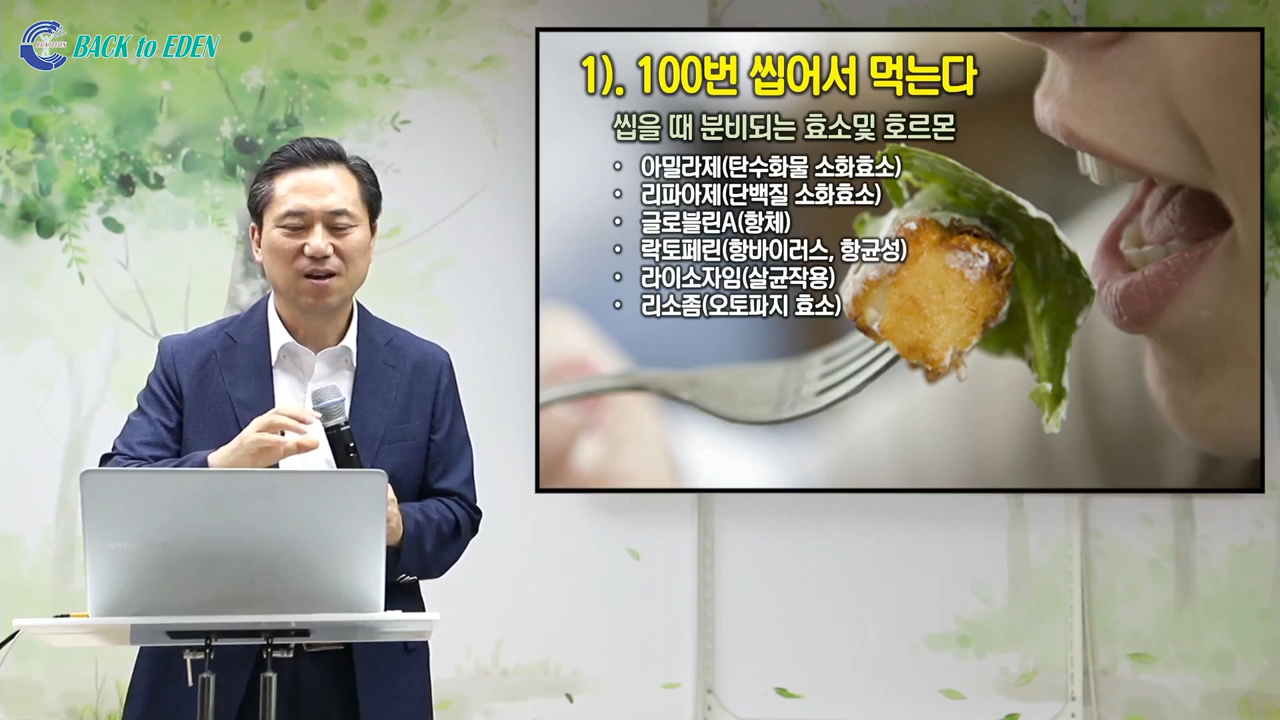 BACK to EDEN
1). 100번 씹어서 먹는다
씹을 때 분비되는 효소및 호르몬
• 아밀라제(탄수화물 소화효소)
• 리파아제(단백질 소화효소)
• 글로블린A(항체)
• 락토페린(항바이러스, 항균성)
• 라이소자임(살균작용)
• 리소좀(오토파지 효소)